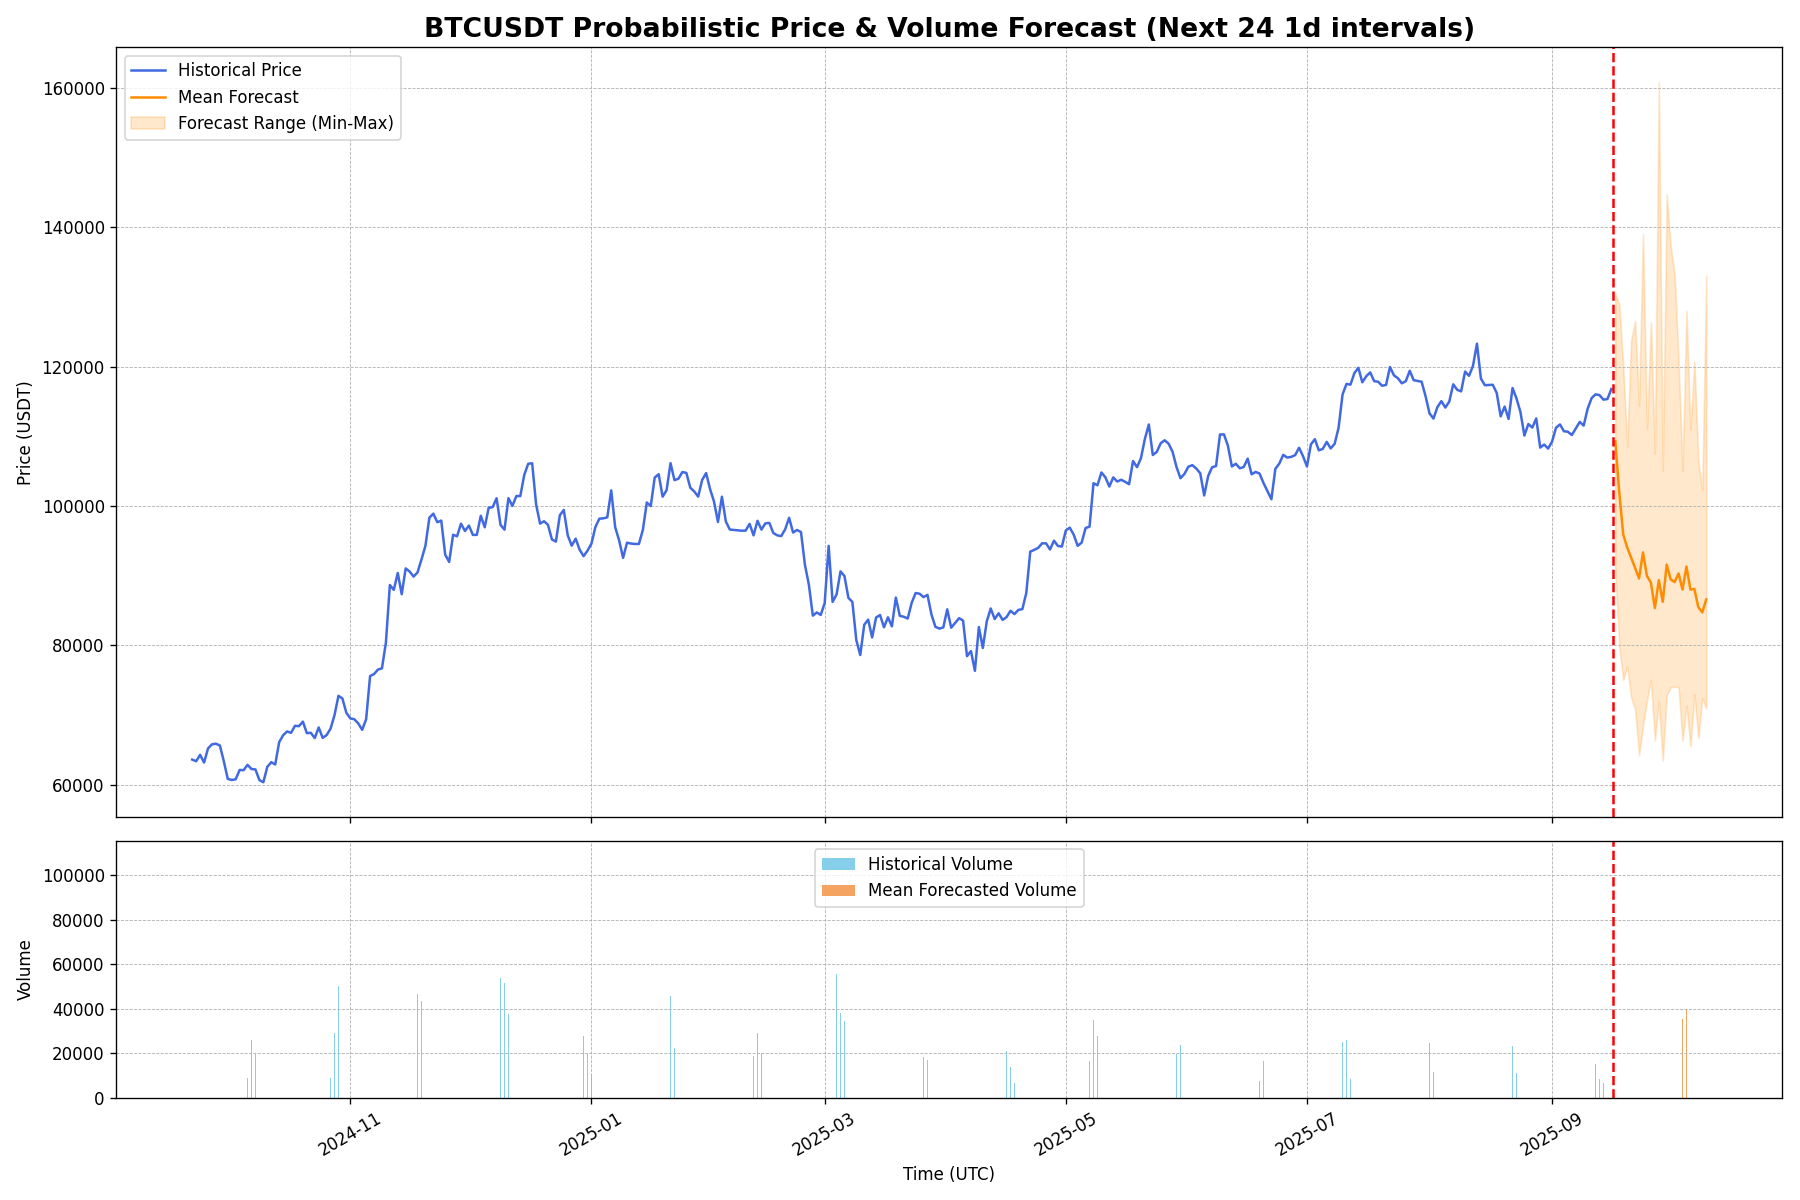 BTCUSDT Probabilistic Price & Volume Forecast (Next 24 1d intervals)
Historical Price
Mean Forecast
Forecast Range (Min-Max)
160000
140000
120000
100000
80000
60000
Price (USDT)
Historical Volume
Mean Forecasted Volume
100000
80000
60000
40000
20000
0
Volume
2024-11
2025-01
2025-03
2025-05
2025-07
2025-09
Time (UTC)